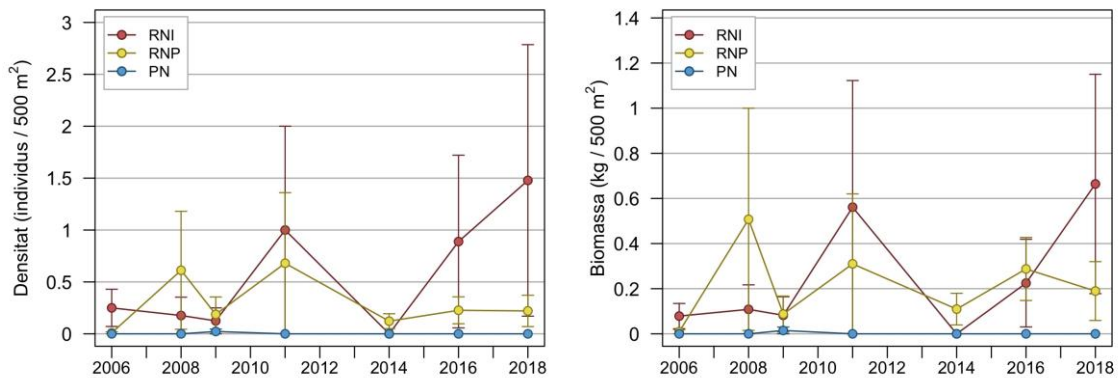 3
2.5
2
1.5
1
0.5
0
Densitat (individus / 500 m²)
RNI
RNP
PN
2006 2008 2010 2012 2014 2016 2018
1.4
1.2
1
0.8
0.6
0.4
0.2
0
Biomassa (kg / 500 m²)
RNI
RNP
PN
2006 2008 2010 2012 2014 2016 2018